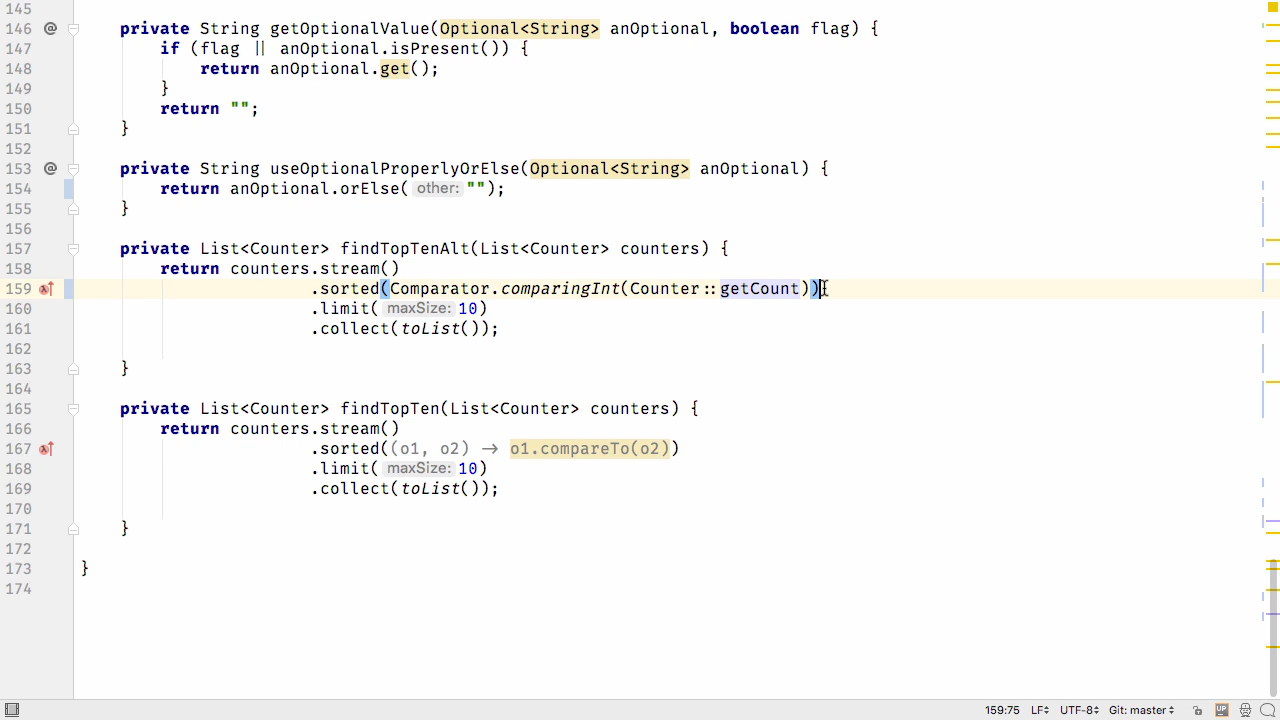 145
146 @ private String getOptionalValue(Optional<String> anOptional, boolean flag) {
147 if (flag || anOptional.isPresent()) {
148 return anOptional.get();
149 }
150 return "";
151 }
152
153 @ private String useOptionalProperlyOrElse(Optional<String> anOptional) {
154 return anOptional.orElse( other: "");
155 }
156
157 private List<Counter> findTopTenAlt(List<Counter> counters) {
158 return counters.stream()
159 .sorted(Comparator.comparingInt(Counter::getCount))
160 .limit( maxSize: 10)
161 .collect(toList());
162
163 }
164
165 private List<Counter> findTopTen(List<Counter> counters) {
166 return counters.stream()
167 .sorted((o1, o2) → o1.compareTo(o2))
168 .limit( maxSize: 10)
169 .collect(toList());
170
171 }
172
173 }
174
159:75 LF UTF-8 Git: master UP